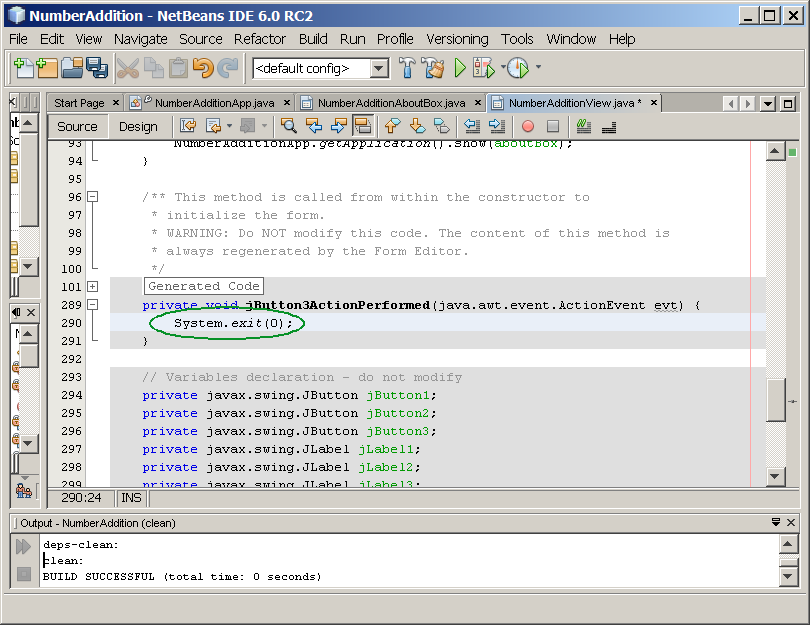 NumberAddition - NetBeans IDE 6.0 RC2
File Edit View Navigate Source Refactor Build Run Profile Versioning Tools Window Help
<default config>
Start Page NumberAdditionApp.java NumberAdditionAboutBox.java NumberAdditionView.java *
Source Design
93 NumberAdditionApp.getApplication().show(aboutBox);
94 }
95
96 /** This method is called from within the constructor to
97 * initialize the form.
98 * WARNING: Do NOT modify this code. The content of this method is
99 * always regenerated by the Form Editor.
100 */
101 Generated Code
289 private void jButton3ActionPerformed(java.awt.event.ActionEvent evt) {
290 System.exit(0);
291 }
292
293 // Variables declaration - do not modify
294 private javax.swing.JButton jButton1;
295 private javax.swing.JButton jButton2;
296 private javax.swing.JButton jButton3;
297 private javax.swing.JLabel jLabel1;
298 private javax.swing.JLabel jLabel2;
299 private javax.swing.JLabel jLabel3;
290:24 INS
Output - NumberAddition (clean)
deps-clean:
clean:
BUILD SUCCESSFUL (total time: 0 seconds)